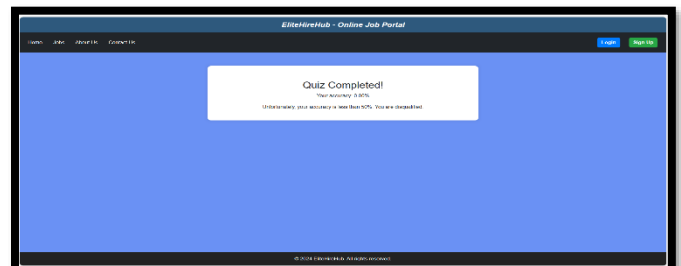 EliteHireHub - Online Job Portal
Home Jobs About Us Contact Us Login Sign Up
Quiz Completed!
Your accuracy: 0.00%
Unfortunately, your accuracy is less than 50%. You are disqualified.
© 2024 EliteHireHub. All rights reserved.